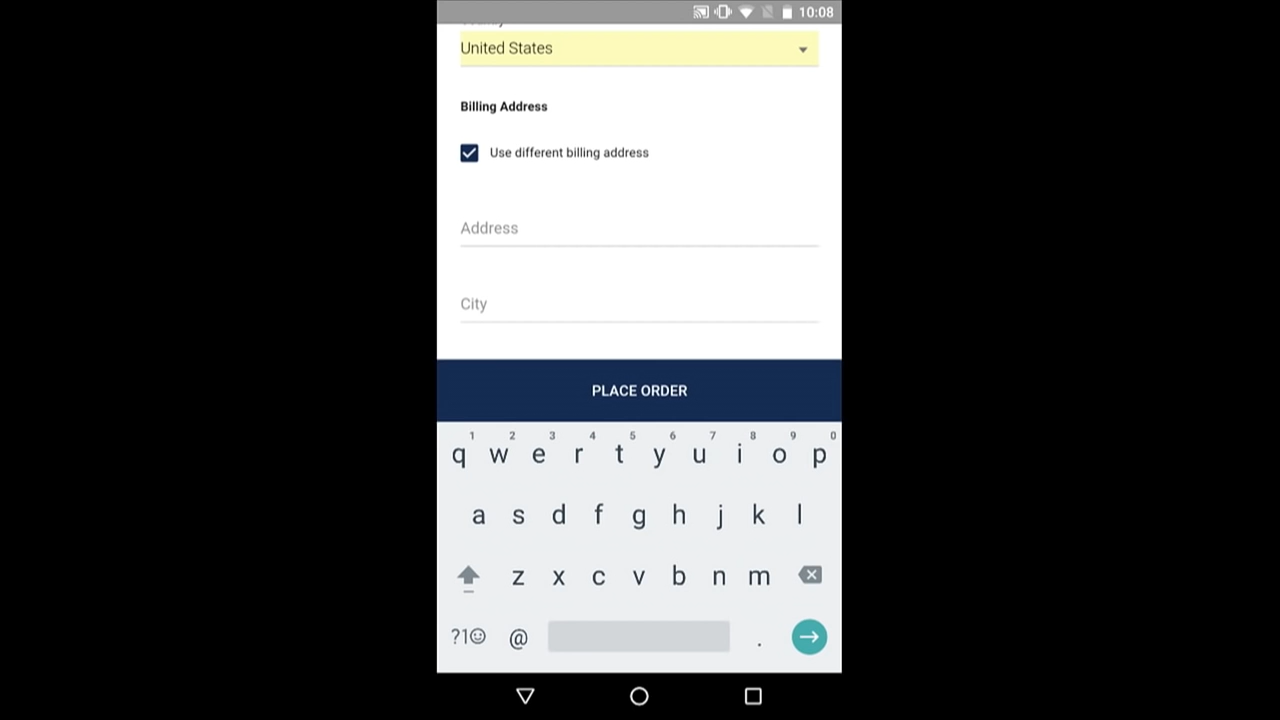 10:08
United States
Billing Address
Use different billing address
Address
City
PLACE ORDER
1 2 3 4 5 6 7 8 9 0
q w e r t y u i o p
a s d f g h j k l
z x c v b n m
?1☺ @ .